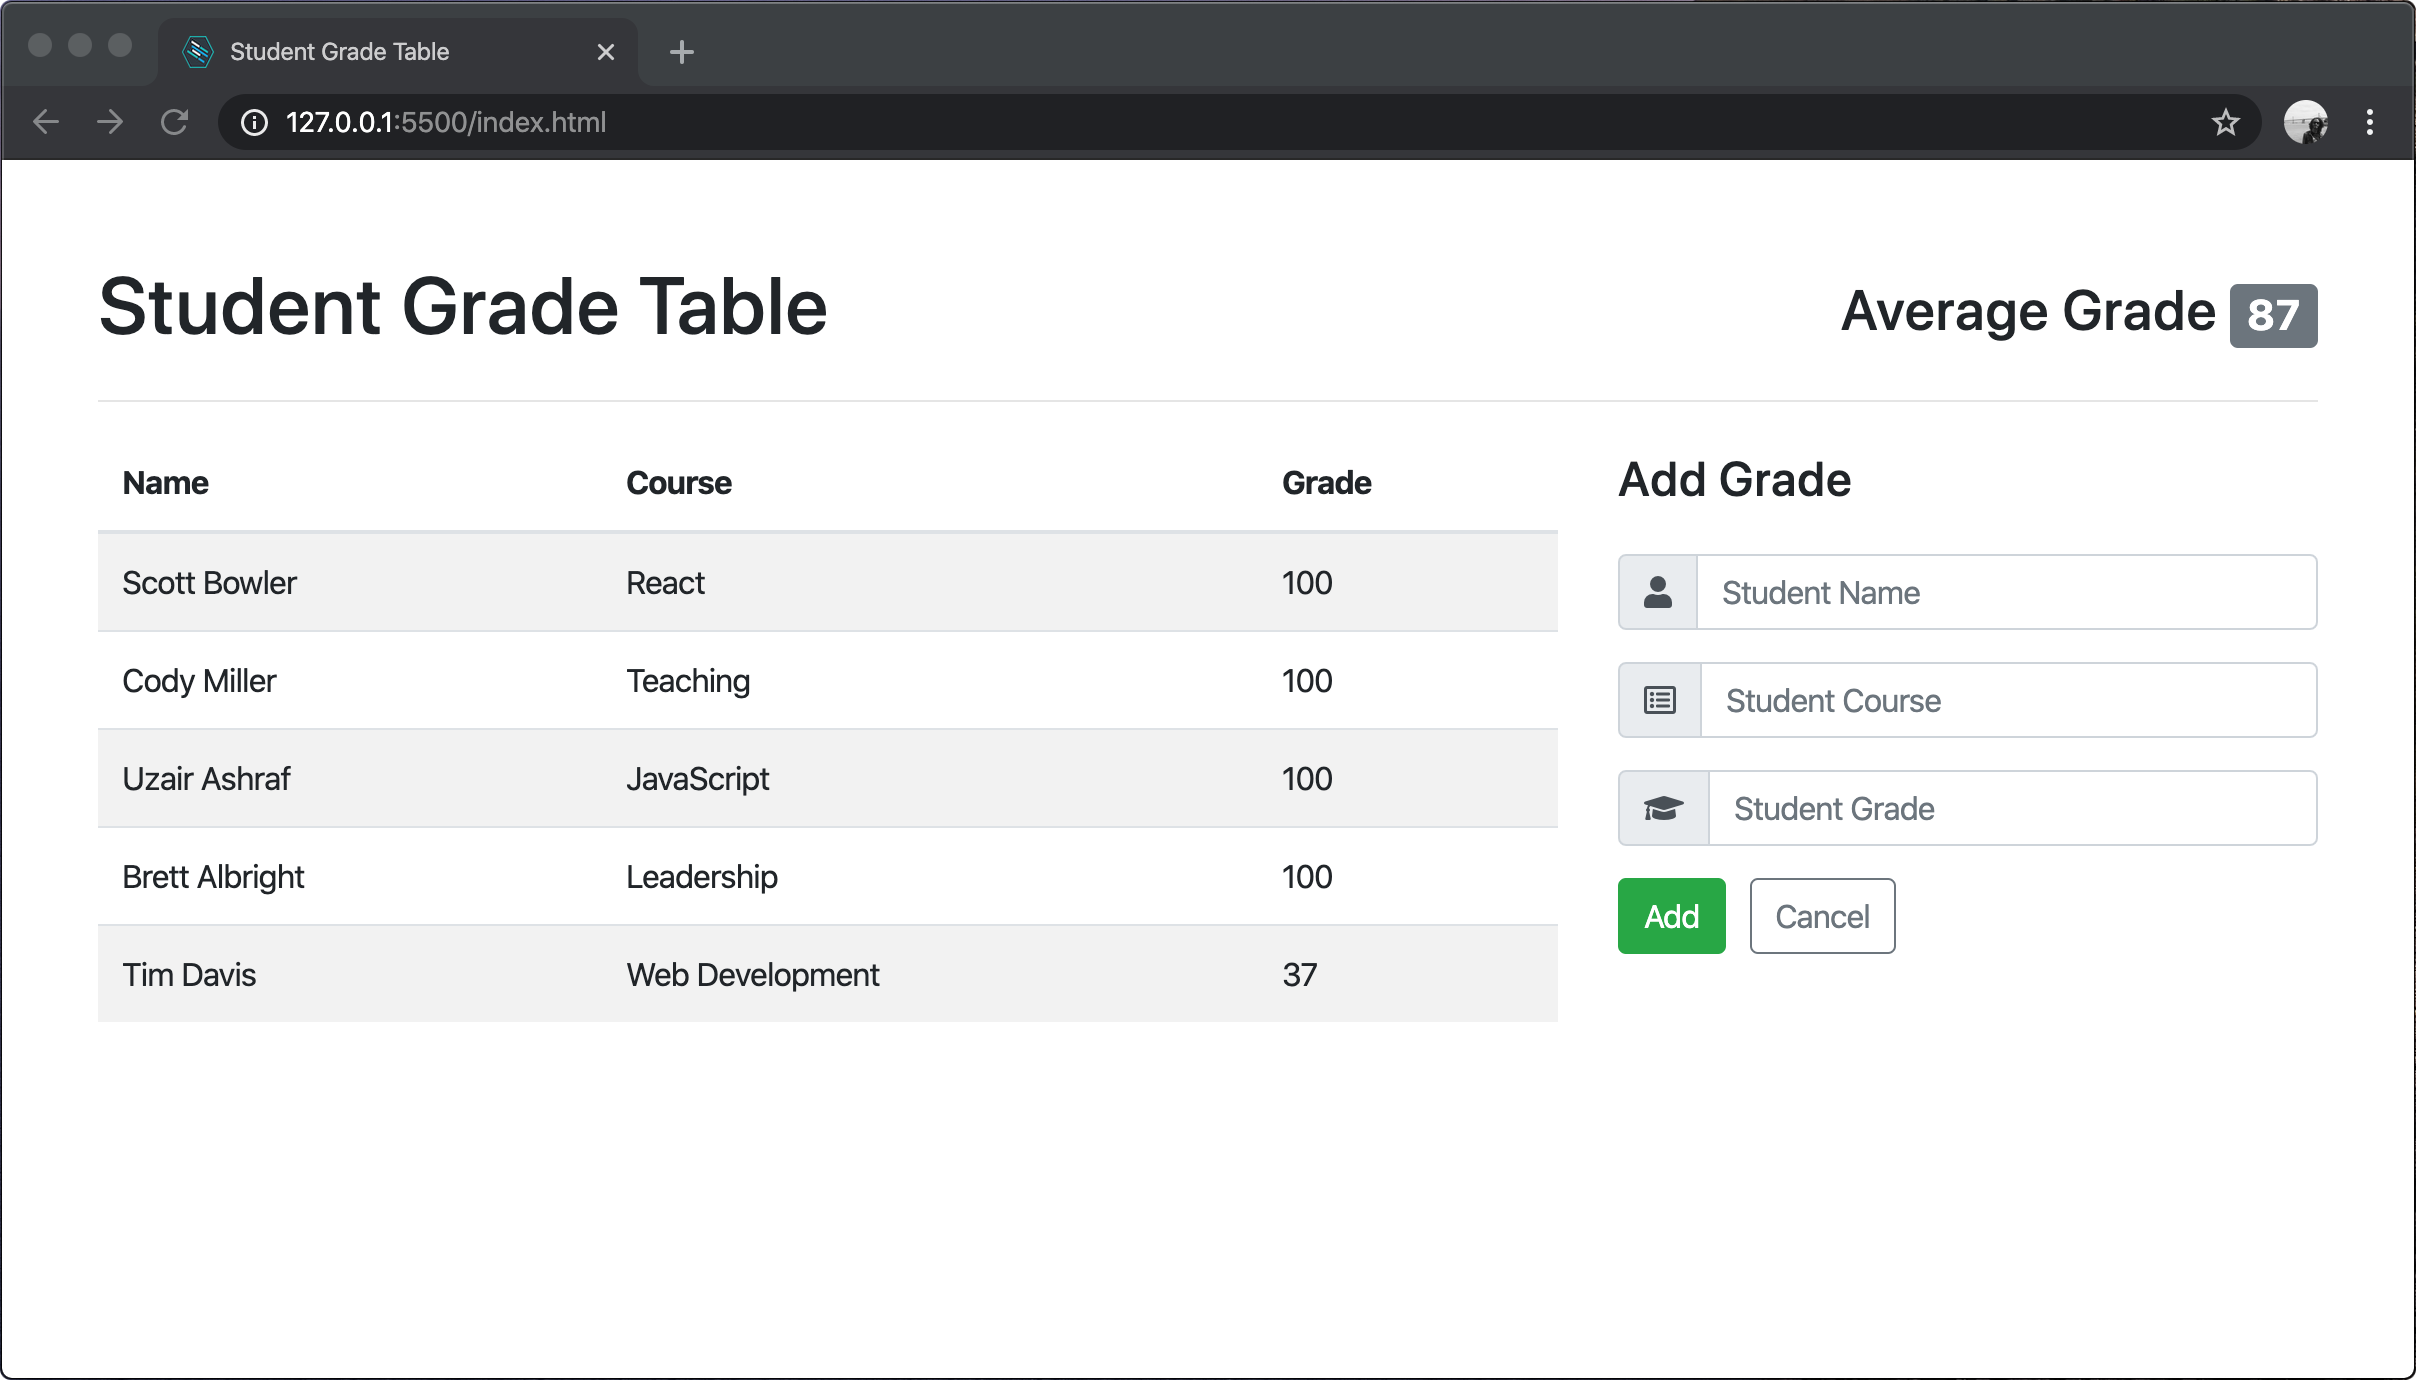 Student Grade Table
127.0.0.1:5500/index.html
Student Grade Table
Average Grade 87
Name Course Grade
Scott Bowler React 100
Cody Miller Teaching 100
Uzair Ashraf JavaScript 100
Brett Albright Leadership 100
Tim Davis Web Development 37
Add Grade
Student Name
Student Course
Student Grade
Add Cancel